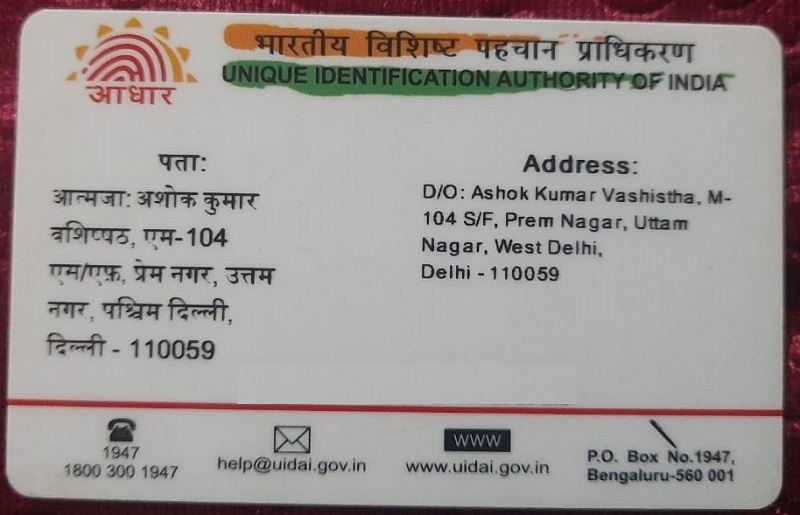 आधार
भारतीय विशिष्ट पहचान प्राधिकरण
UNIQUE IDENTIFICATION AUTHORITY OF INDIA
पता:
आत्मजा: अशोक कुमार
वशिष्पठ, एम-104
एम/एफ, प्रेम नगर, उत्तम
नगर, पश्चिम दिल्ली,
दिल्ली - 110059
Address:
D/O: Ashok Kumar Vashistha, M-
104 S/F, Prem Nagar, Uttam
Nagar, West Delhi,
Delhi - 110059
1947
1800 300 1947
help@uidai.gov.in
WWW
www.uidai.gov.in
P.O. Box No.1947,
Bengaluru-560 001